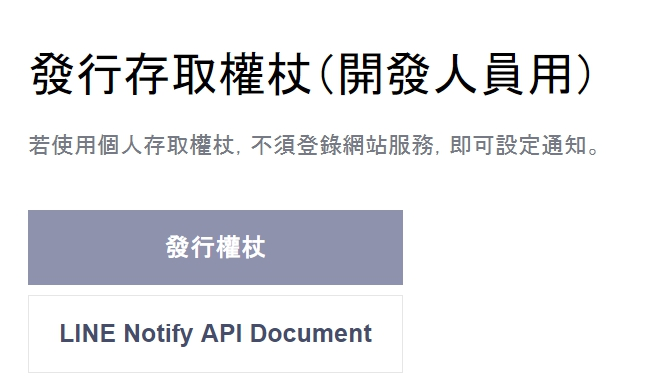 發行存取權杖(開發人員用)
若使用個人存取權杖, 不須登錄網站服務, 即可設定通知。
發行權杖
LINE Notify API Document